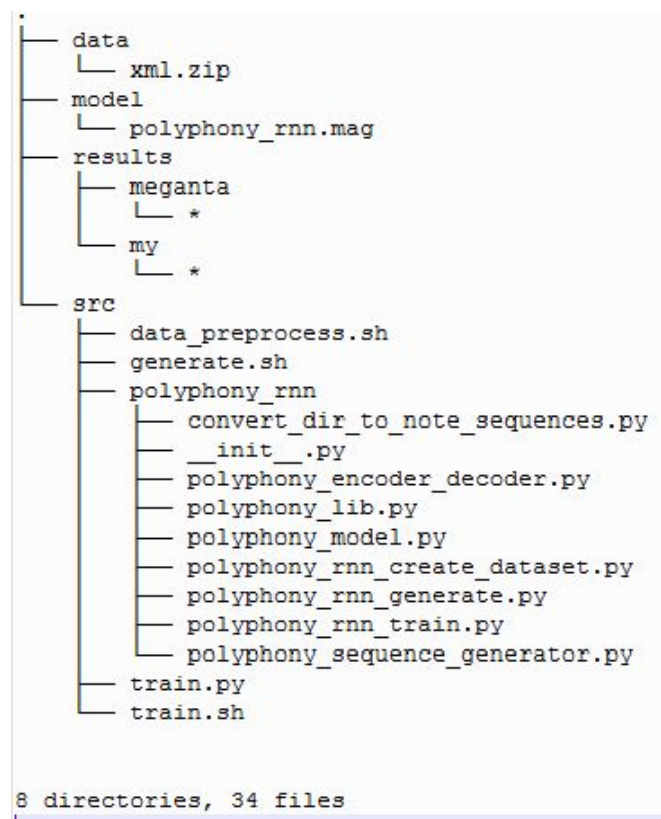 .
├── data
│   └── xml.zip
├── model
│   └── polyphony_rnn.mag
├── results
│   ├── meganta
│   │   └── *
│   └── my
│       └── *
└── src
    ├── data_preprocess.sh
    ├── generate.sh
    ├── polyphony_rnn
    │   ├── convert_dir_to_note_sequences.py
    │   ├── __init__.py
    │   ├── polyphony_encoder_decoder.py
    │   ├── polyphony_lib.py
    │   ├── polyphony_model.py
    │   ├── polyphony_rnn_create_dataset.py
    │   ├── polyphony_rnn_generate.py
    │   ├── polyphony_rnn_train.py
    │   └── polyphony_sequence_generator.py
    ├── train.py
    └── train.sh
8 directories, 34 files